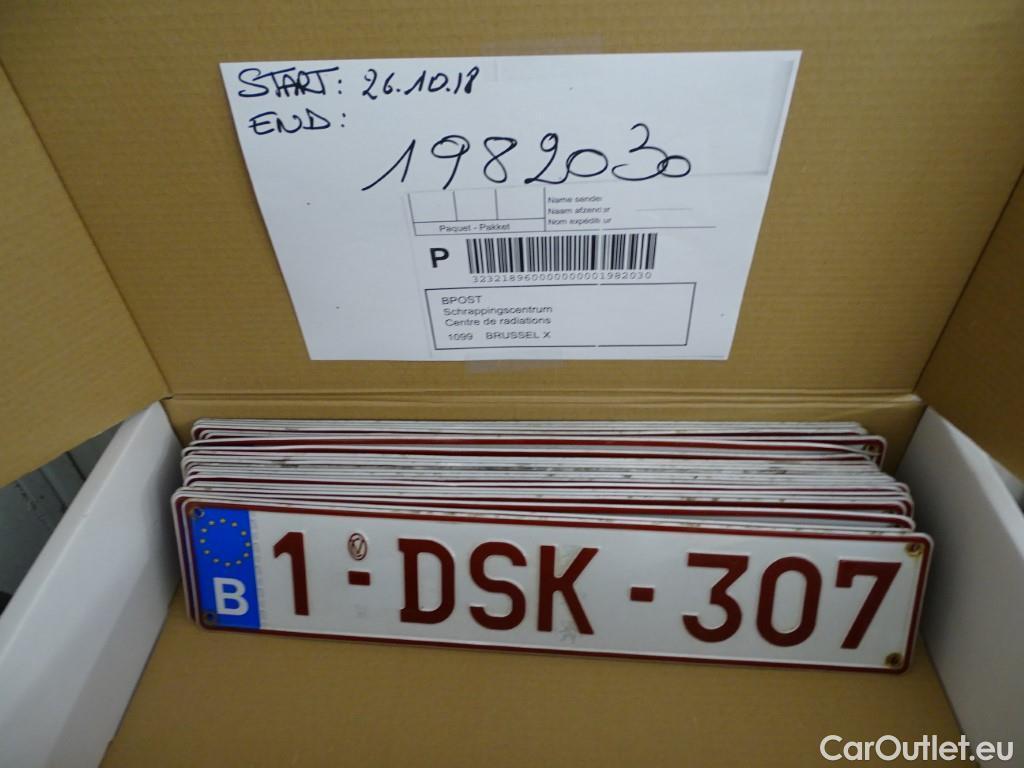 START: 26.10.18
END:
1982030
Name sender
Naam afzender
Nom expéditeur
Paquet - Pakket
P
32321896000000000001982030
BPOST
Schrappingscentrum
Centre de radiations
1099 BRUSSEL X
B 1-DSK-307
CarOutlet.eu